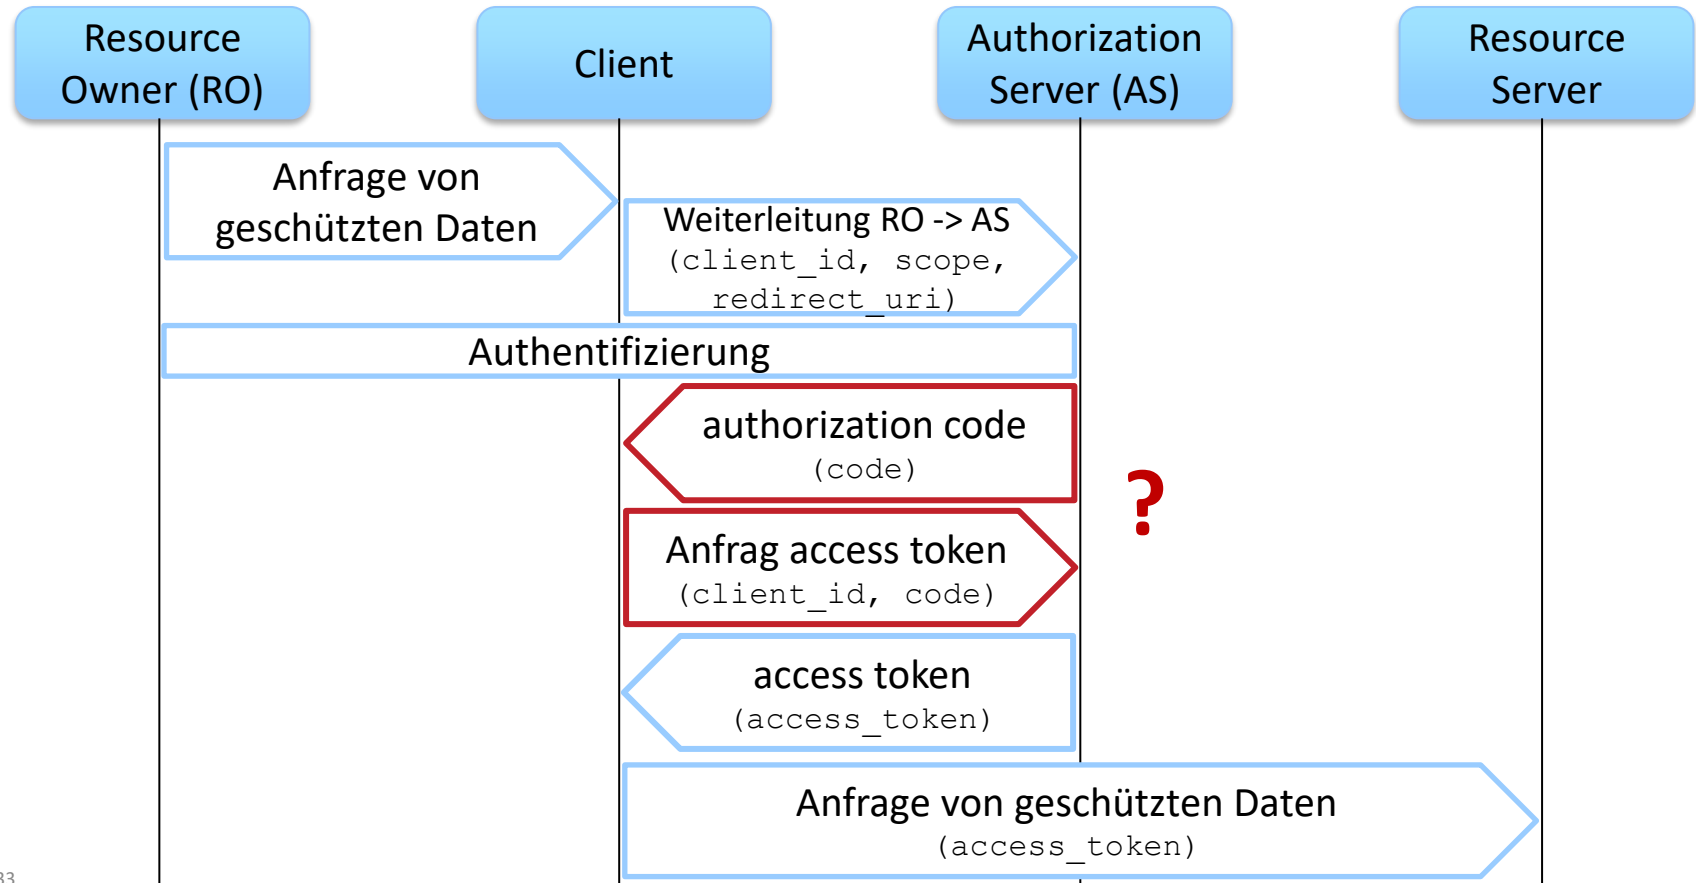 Resource
Owner (RO)
Client
Authorization
Server (AS)
Resource
Server
Anfrage von
geschützten Daten
Weiterleitung RO -> AS
(client_id, scope,
redirect_uri)
Authentifizierung
authorization code
(code)
?
Anfrag access token
(client_id, code)
access token
(access_token)
Anfrage von geschützten Daten
(access_token)
33